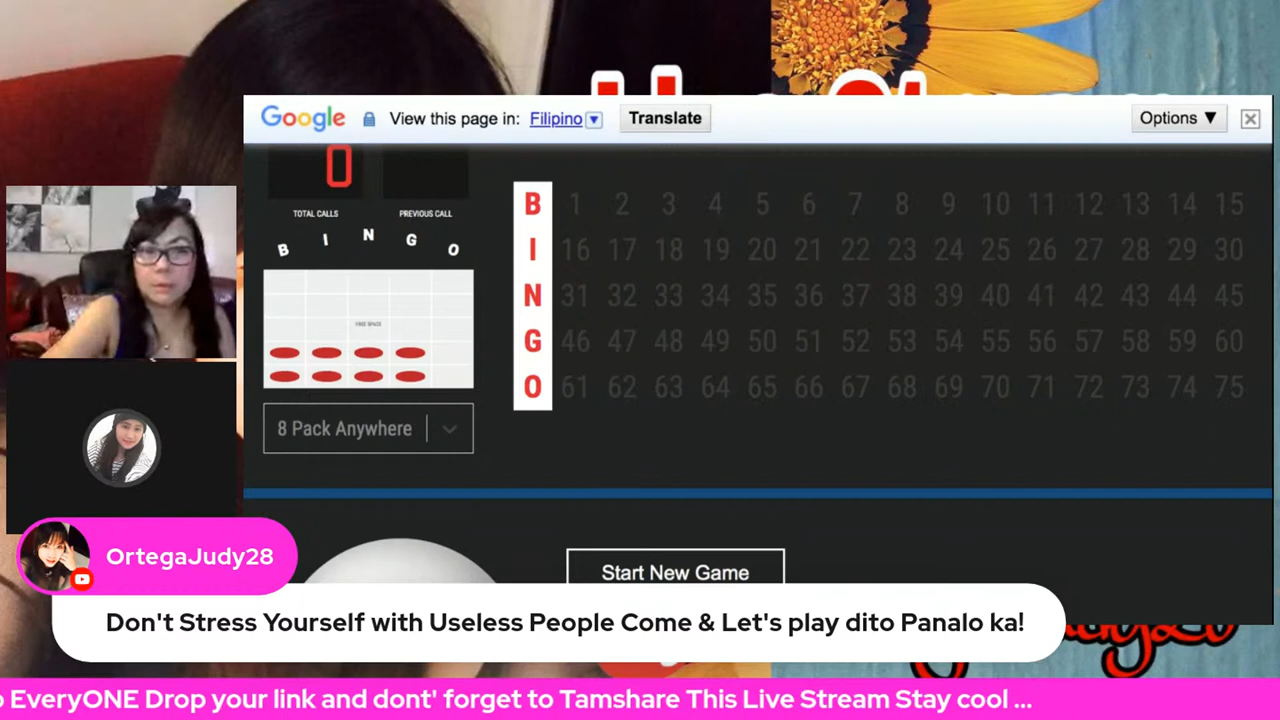 Google View this page in: Filipino Translate Options ▼
0
TOTAL CALLS PREVIOUS CALL
B I N G O
FREE SPACE
8 Pack Anywhere
B 1 2 3 4 5 6 7 8 9 10 11 12 13 14 15
I 16 17 18 19 20 21 22 23 24 25 26 27 28 29 30
N 31 32 33 34 35 36 37 38 39 40 41 42 43 44 45
G 46 47 48 49 50 51 52 53 54 55 56 57 58 59 60
O 61 62 63 64 65 66 67 68 69 70 71 72 73 74 75
Start New Game
OrtegaJudy28
Don't Stress Yourself with Useless People Come & Let's play dito Panalo ka!
EveryONE Drop your link and dont' forget to Tamshare This Live Stream Stay cool ...